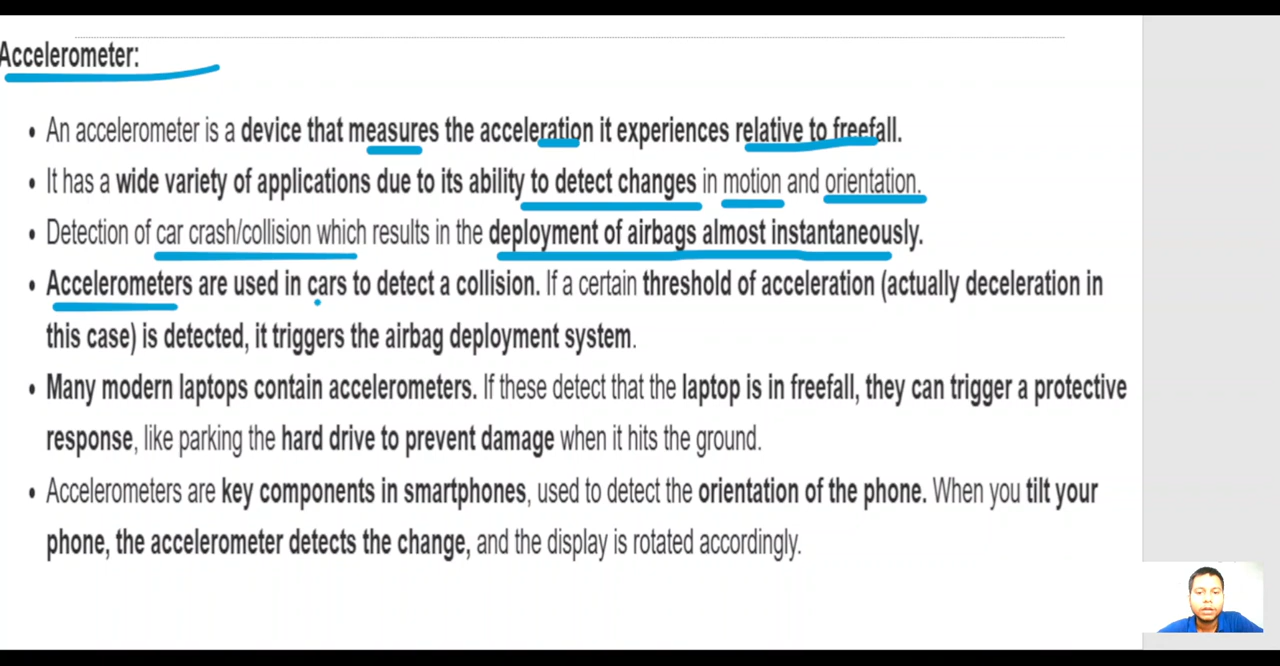 Accelerometer:
• An accelerometer is a device that measures the acceleration it experiences relative to freefall.
• It has a wide variety of applications due to its ability to detect changes in motion and orientation.
• Detection of car crash/collision which results in the deployment of airbags almost instantaneously.
• Accelerometers are used in cars to detect a collision. If a certain threshold of acceleration (actually deceleration in
this case) is detected, it triggers the airbag deployment system.
• Many modern laptops contain accelerometers. If these detect that the laptop is in freefall, they can trigger a protective
response, like parking the hard drive to prevent damage when it hits the ground.
• Accelerometers are key components in smartphones, used to detect the orientation of the phone. When you tilt your
phone, the accelerometer detects the change, and the display is rotated accordingly.